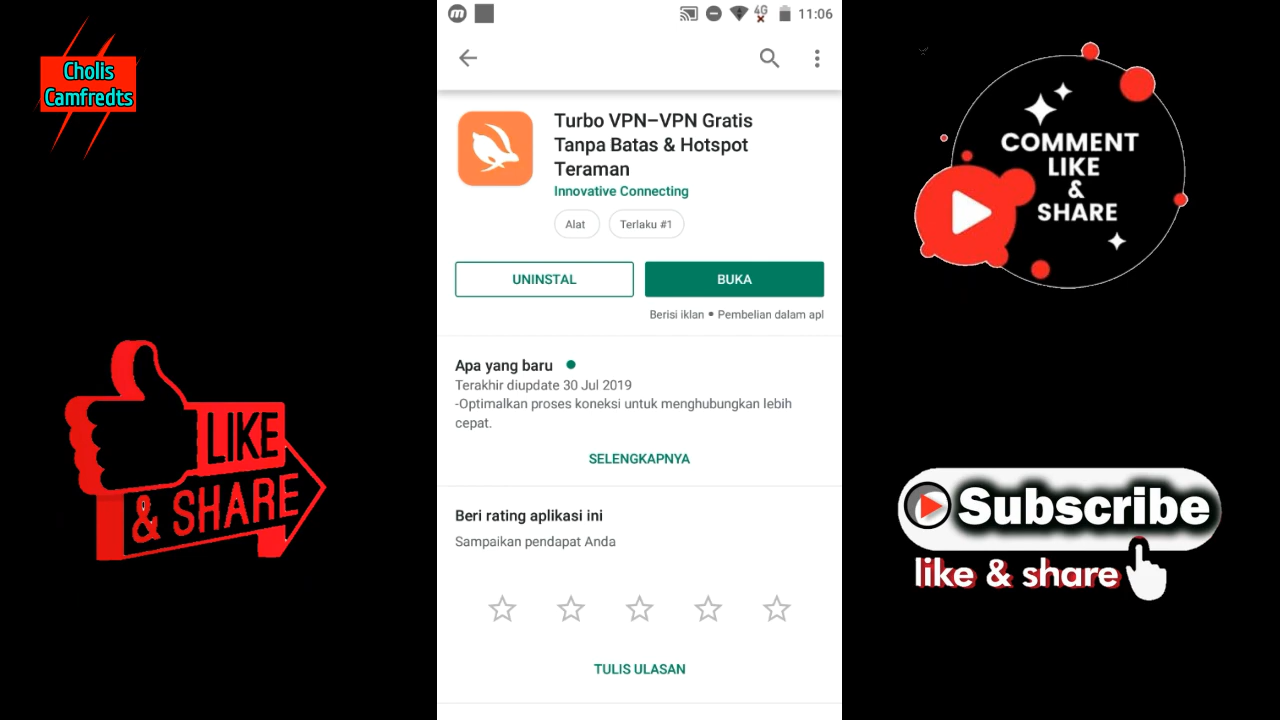 Cholis
Camfredts
11:06
4G
Turbo VPN–VPN Gratis
Tanpa Batas & Hotspot
Teraman
Innovative Connecting
Alat
Terlaku #1
UNINSTAL
BUKA
Berisi iklan • Pembelian dalam apl
Apa yang baru
Terakhir diupdate 30 Jul 2019
-Optimalkan proses koneksi untuk menghubungkan lebih
cepat.
SELENGKAPNYA
Beri rating aplikasi ini
Sampaikan pendapat Anda
TULIS ULASAN
LIKE
& SHARE
COMMENT
LIKE
&
SHARE
Subscribe
like & share